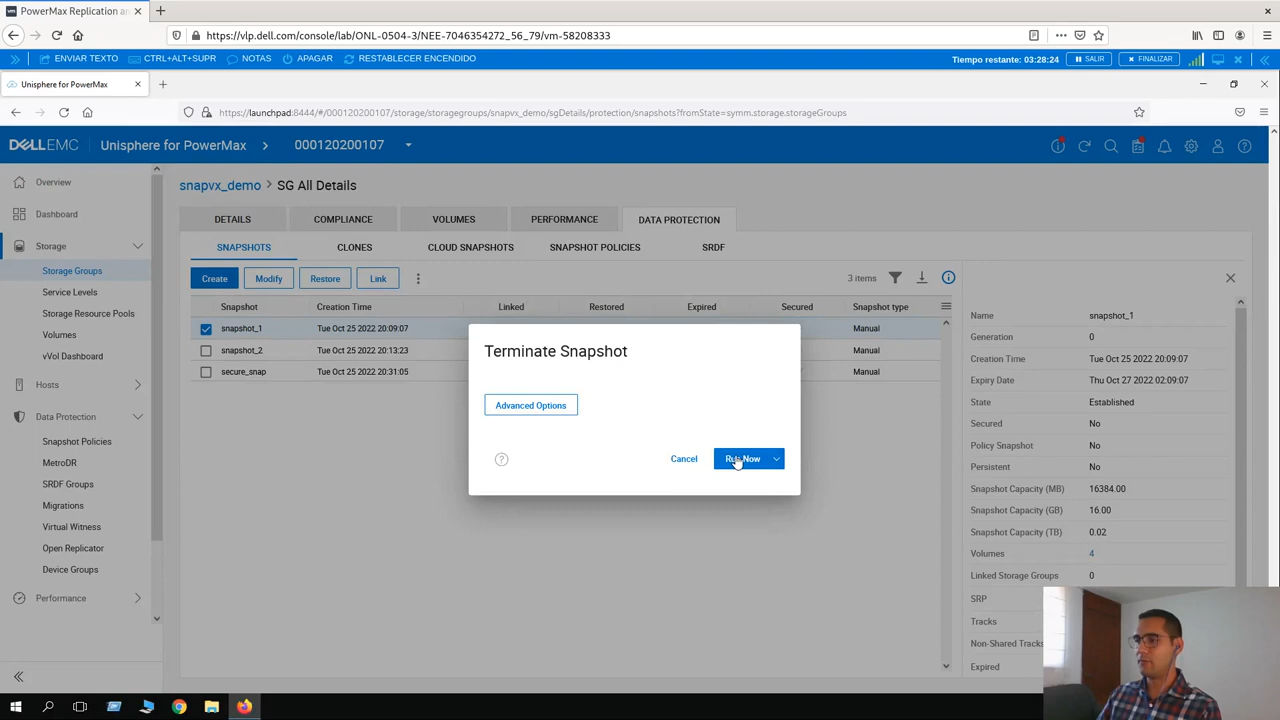 PowerMax Replication an
https://vlp.dell.com/console/lab/ONL-0504-3/NEE-7046354272_56_79/vm-58208333
ENVIAR TEXTO CTRL+ALT+SUPR NOTAS APAGAR RESTABLECER ENCENDIDO Tiempo restante: 03:28:24 SALIR FINALIZAR
Unisphere for PowerMax
https://launchpad:8444/#/000120200107/storage/storagegroups/snapvx_demo/sgDetails/protection/snapshots?fromState=symm.storage.storageGroups
DELLEMC Unisphere for PowerMax > 000120200107
Overview
Dashboard
Storage
Storage Groups
Service Levels
Storage Resource Pools
Volumes
vVol Dashboard
Hosts
Data Protection
Snapshot Policies
MetroDR
SRDF Groups
Migrations
Virtual Witness
Open Replicator
Device Groups
Performance
snapvx_demo > SG All Details
DETAILS COMPLIANCE VOLUMES PERFORMANCE DATA PROTECTION
SNAPSHOTS CLONES CLOUD SNAPSHOTS SNAPSHOT POLICIES SRDF
Create Modify Restore Link 3 items
Snapshot Creation Time Linked Restored Expired Secured Snapshot type
snapshot_1 Tue Oct 25 2022 20:09:07 Manual
snapshot_2 Tue Oct 25 2022 20:13:23 Manual
secure_snap Tue Oct 25 2022 20:31:05 Manual
Terminate Snapshot
Advanced Options
? Cancel Run Now
Name snapshot_1
Generation 0
Creation Time Tue Oct 25 2022 20:09:07
Expiry Date Thu Oct 27 2022 02:09:07
State Established
Secured No
Policy Snapshot No
Persistent No
Snapshot Capacity (MB) 16384.00
Snapshot Capacity (GB) 16.00
Snapshot Capacity (TB) 0.02
Volumes 4
Linked Storage Groups 0
SRP
Tracks
Non-Shared Tracks
Expired